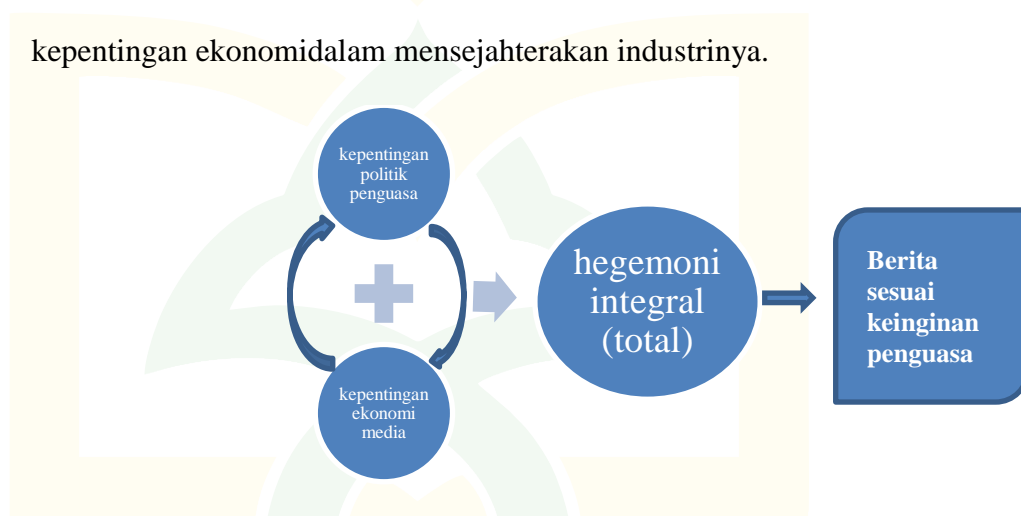 kepentingan ekonomidalam mensejahterakan industrinya.
kepentingan
politik
penguasa
kepentingan
ekonomi
media
hegemoni
integral
(total)
Berita
sesuai
keinginan
penguasa